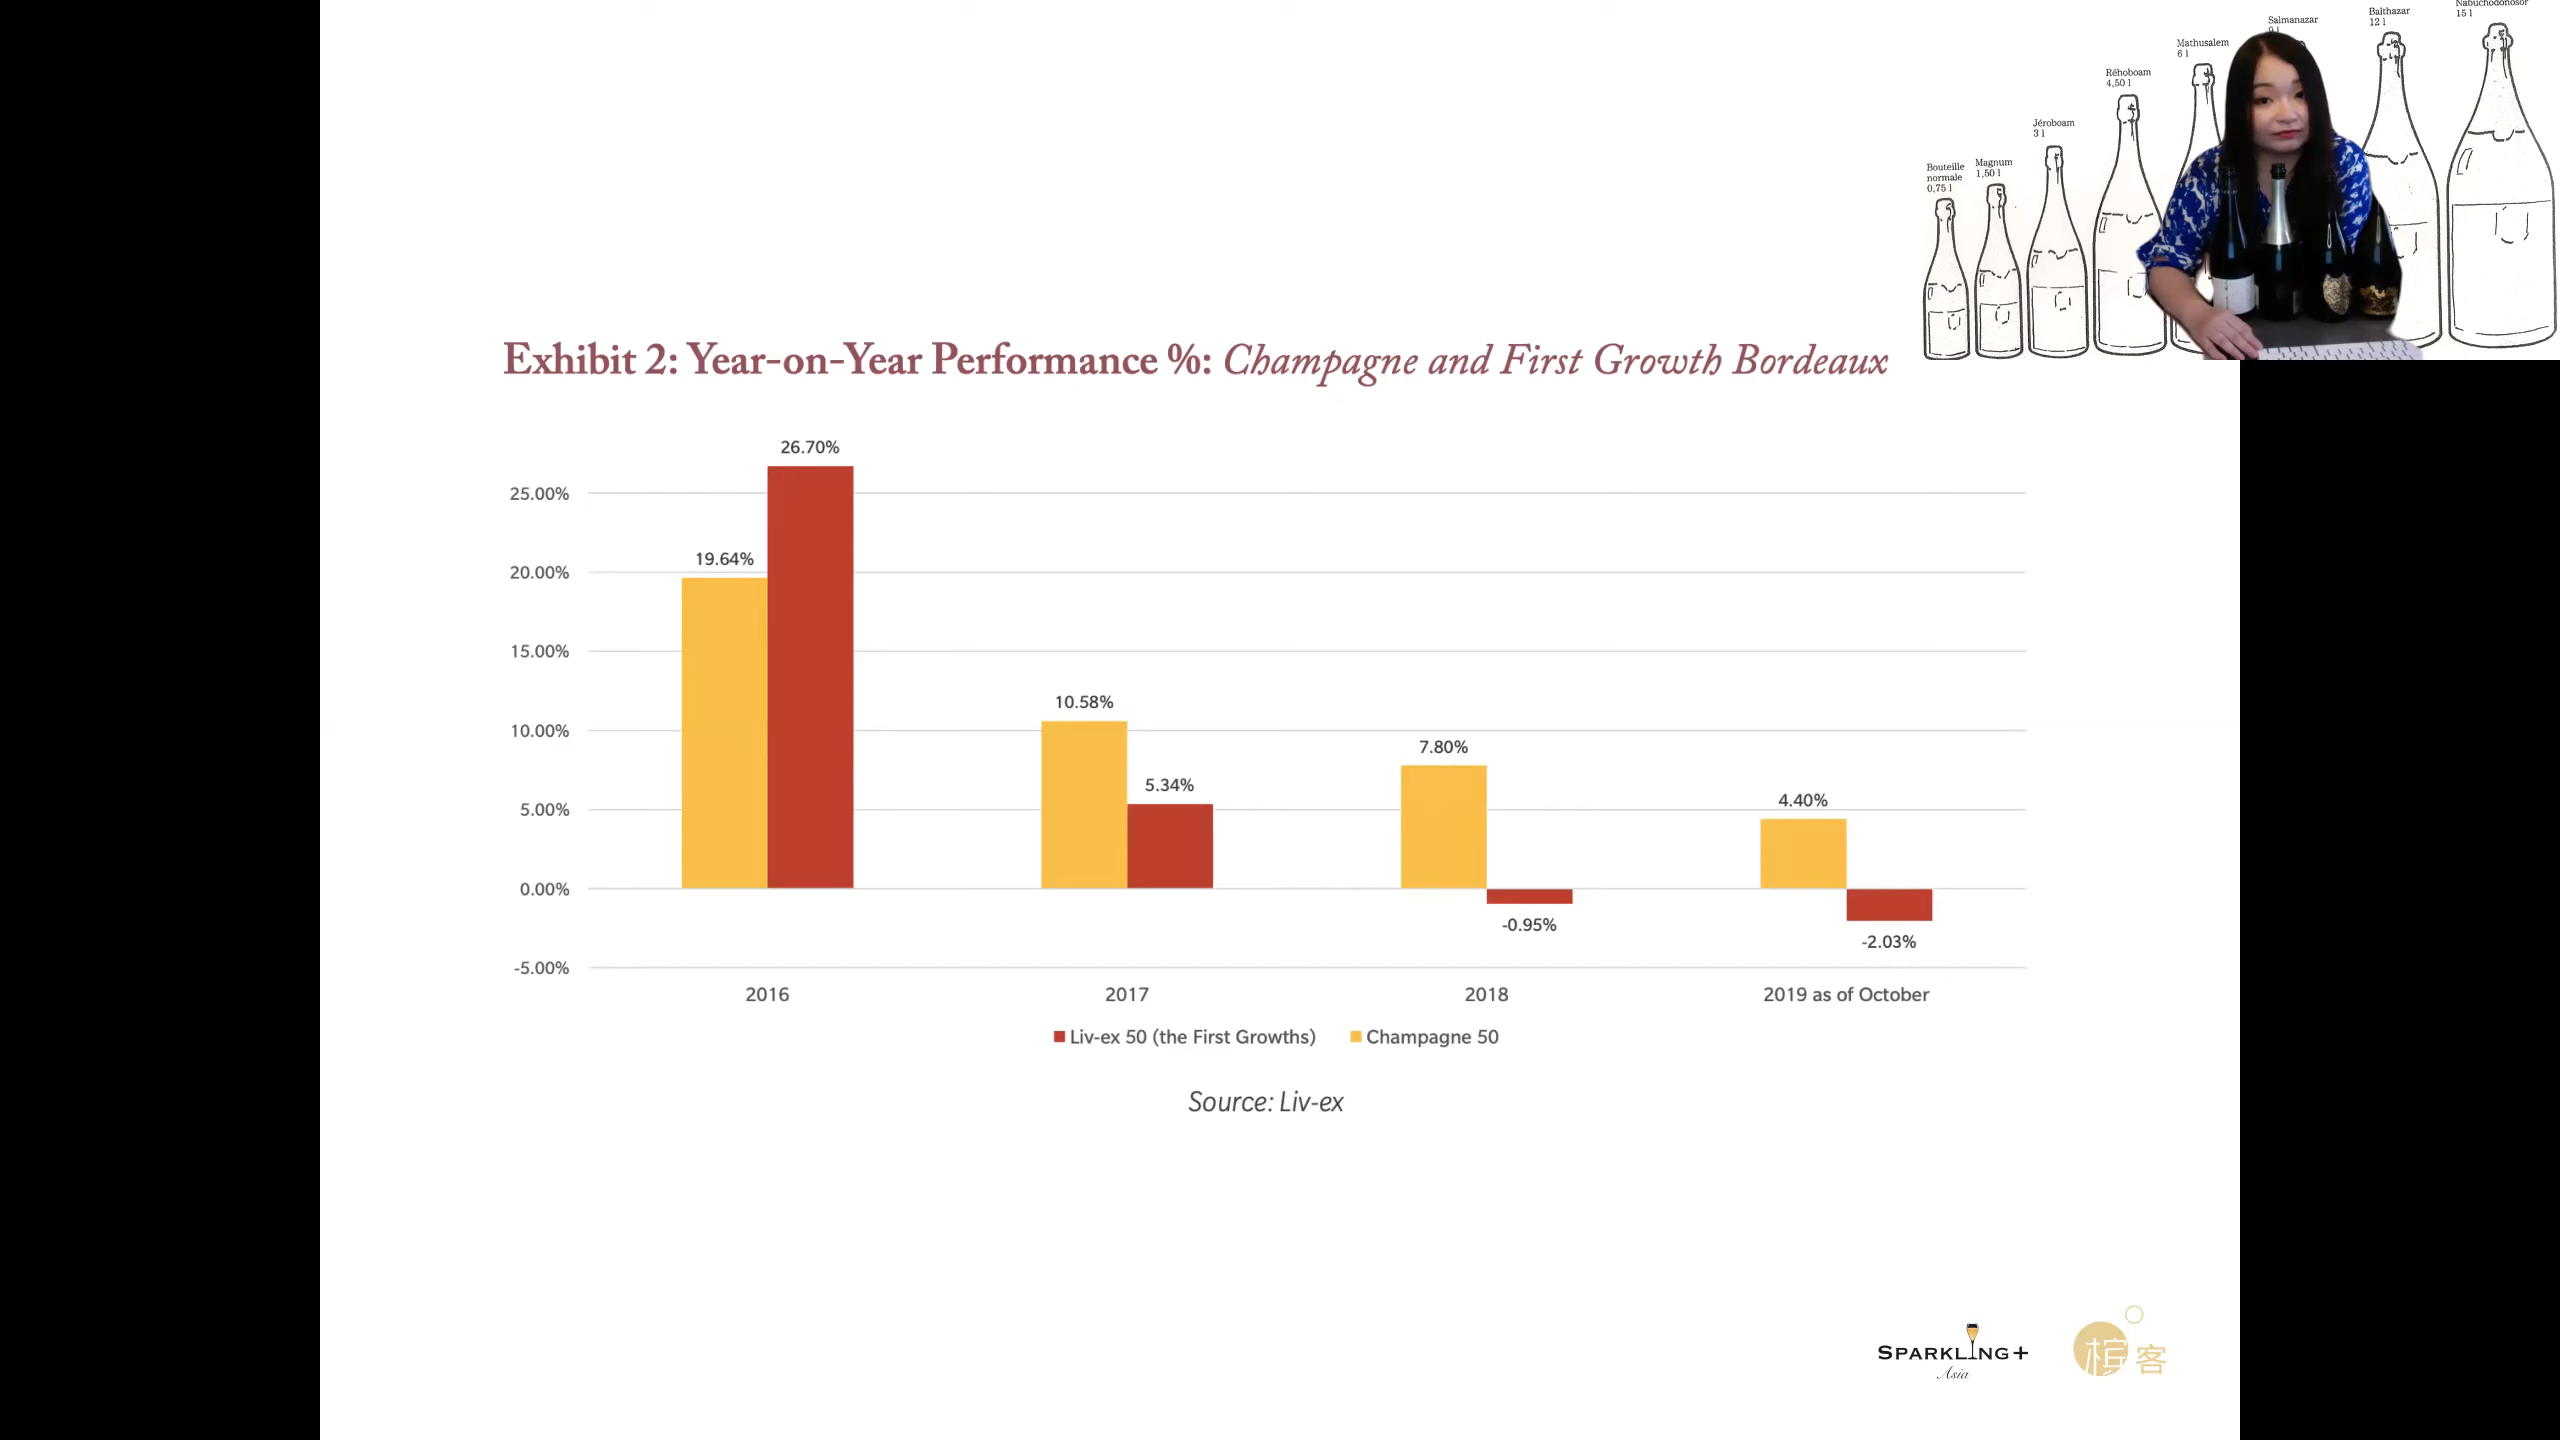 Nabuchodonosor
15 l
Balthazar
12 l
Salmanazar
Mathusalem
6 l
Réhoboam
4,50 l
Jéroboam
3 l
Magnum
1,50 l
Bouteille
normale
0,75 l
Exhibit 2: Year-on-Year Performance %: Champagne and First Growth Bordeaux
26.70%
25.00%
19.64%
20.00%
15.00%
10.58%
10.00%
7.80%
5.34%
5.00%
4.40%
0.00%
-0.95%
-2.03%
-5.00%
2016 2017 2018 2019 as of October
Liv-ex 50 (the First Growths) Champagne 50
Source: Liv-ex
SPARKLING+
Asia
槟客